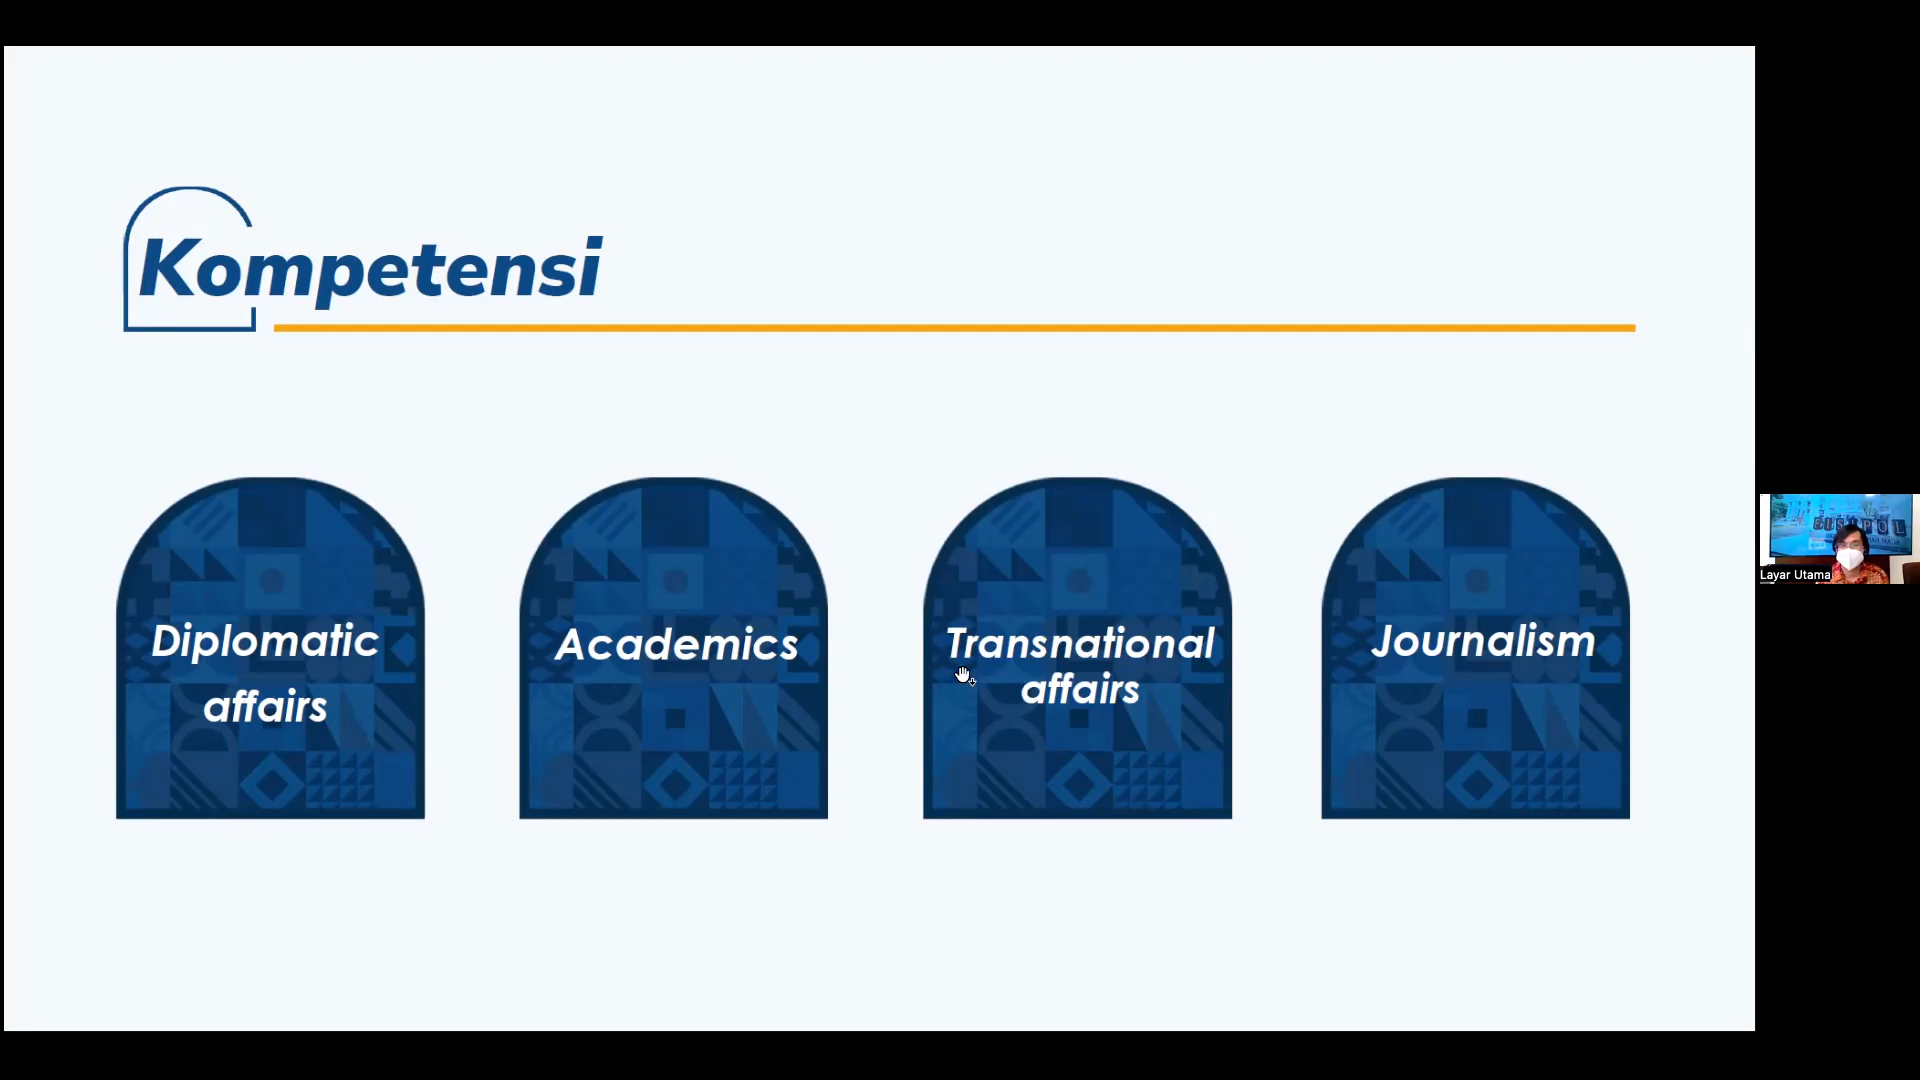 Kompetensi
Diplomatic
affairs
Academics
Transnational
affairs
Journalism
Layar Utama